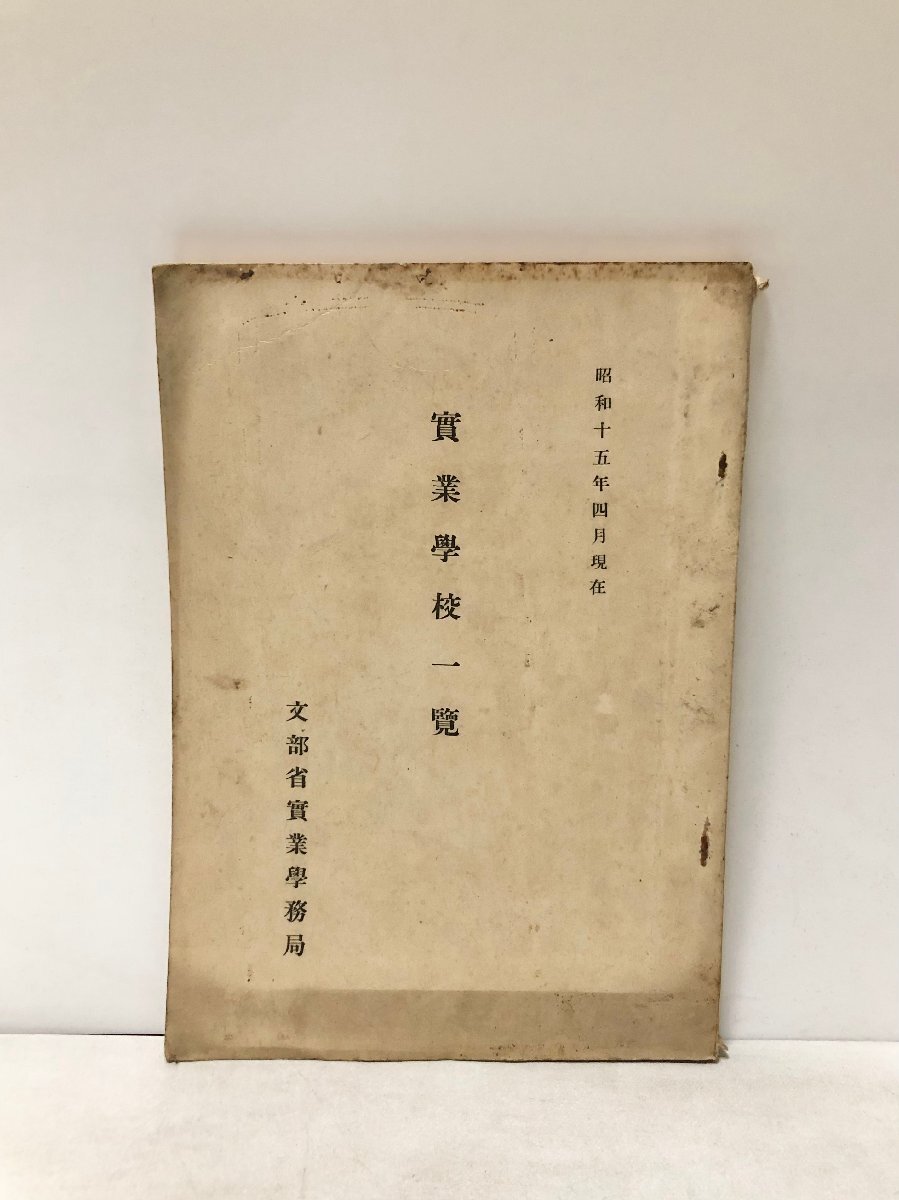 昭和十五年四月現在
實業學校一覽
文部省實業學務局